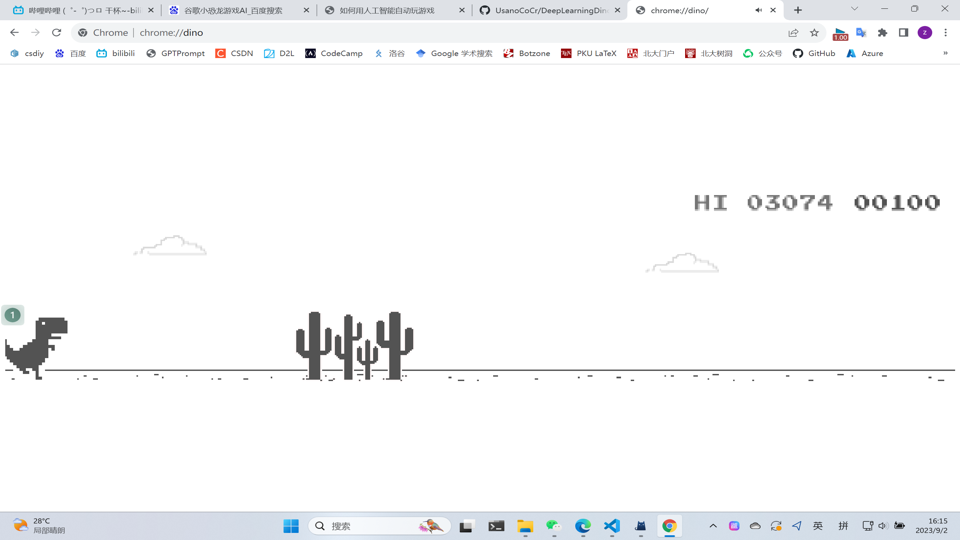 哔哩哔哩 (゜-゜)つロ 干杯~-bili
谷歌小恐龙游戏AI_百度搜索
如何用人工智能自动玩游戏
UsanoCoCr/DeepLearningDin
chrome://dino/
Chrome | chrome://dino
1.00
z
csdiy
百度
bilibili
GPTPrompt
CSDN
D2L
CodeCamp
洛谷
Google 学术搜索
Botzone
PKU LaTeX
北大门户
北大树洞
公众号
GitHub
Azure
»
HI 03074 00100
1
28°C
局部晴朗
搜索
英
拼
16:15
2023/9/2